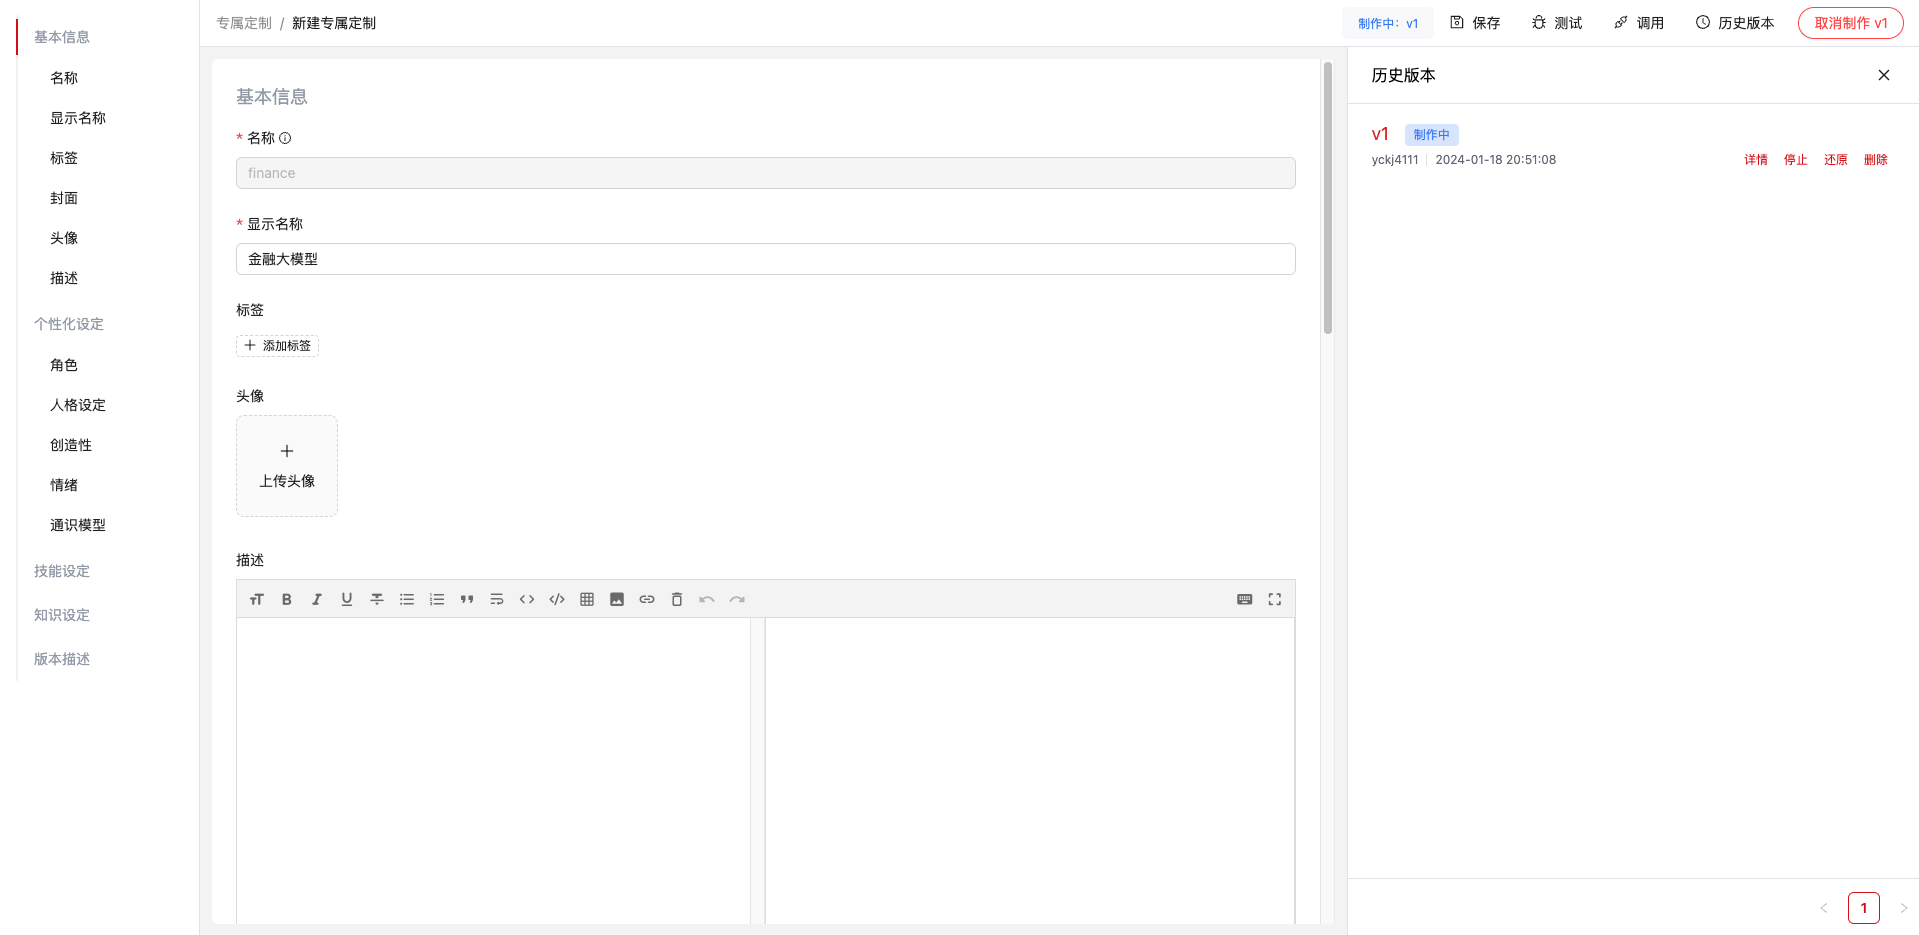 基本信息
名称
显示名称
标签
封面
头像
描述
个性化设定
角色
人格设定
创造性
情绪
通识模型
技能设定
知识设定
版本描述
专属定制 / 新建专属定制
制作中：v1 保存 测试 调用 历史版本 取消制作 v1
基本信息
* 名称
finance
* 显示名称
金融大模型
标签
添加标签
头像
上传头像
描述
历史版本
v1 制作中
yckj4111 2024-01-18 20:51:08 详情 停止 还原 删除
1